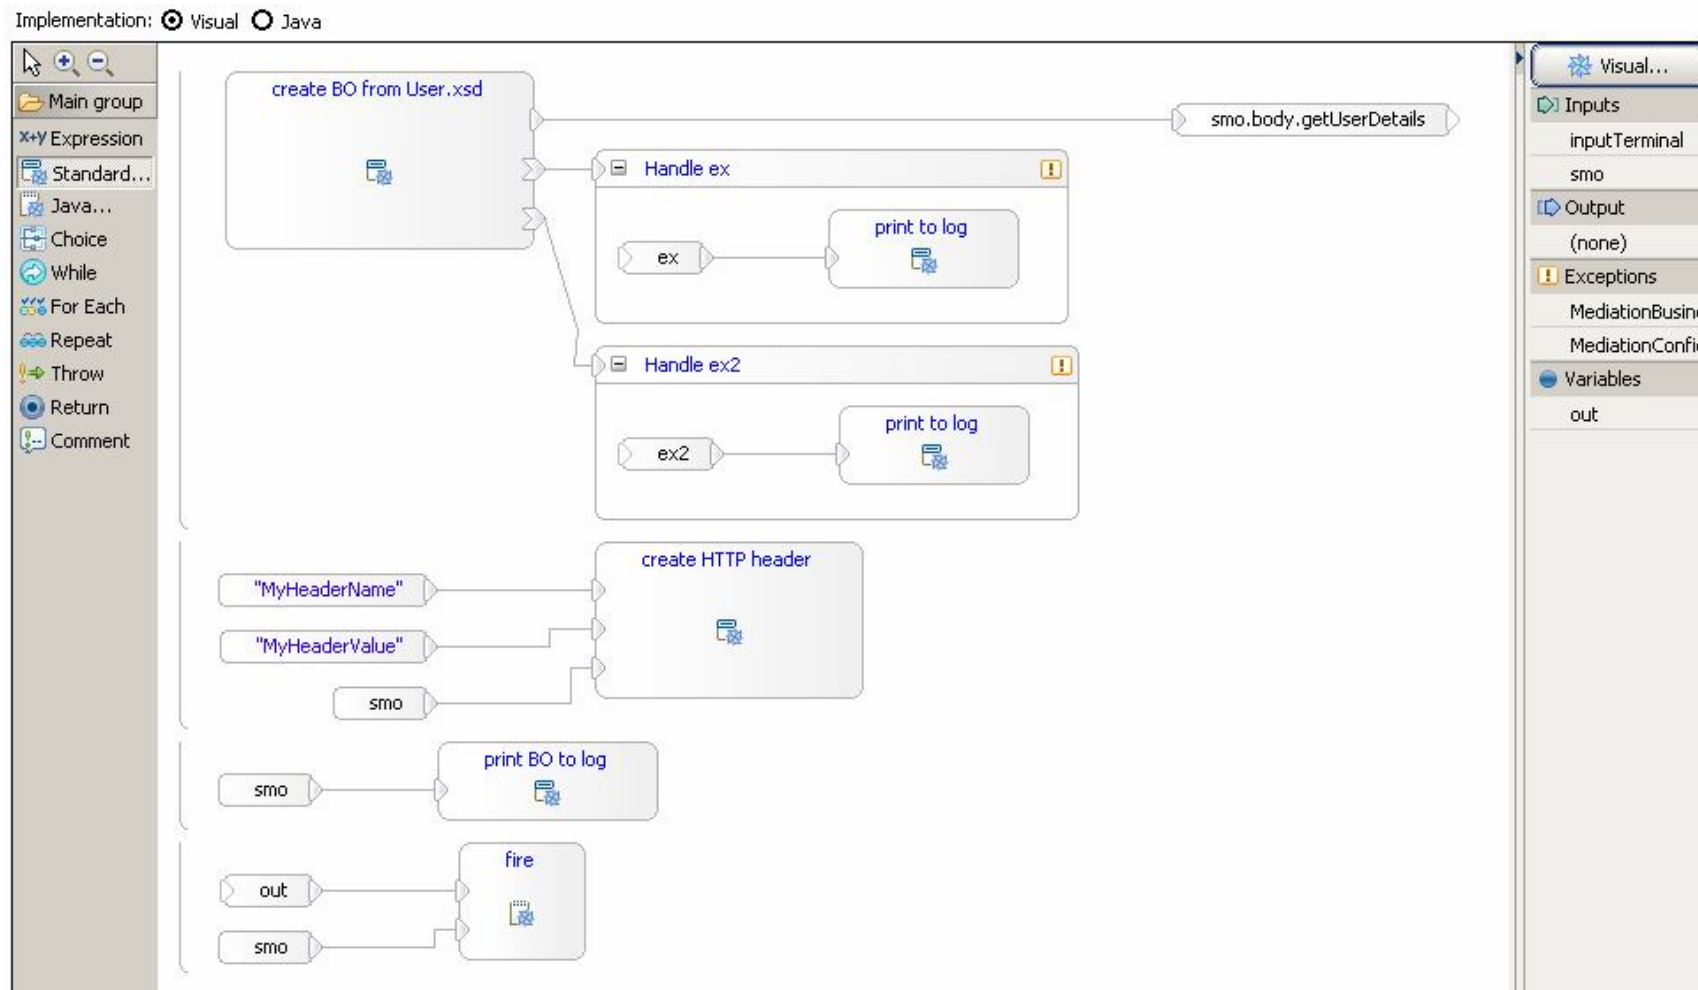 Implementation: Visual Java
Main group
x+y Expression
Standard...
Java...
Choice
While
For Each
Repeat
Throw
Return
Comment
create BO from User.xsd
smo.body.getUserDetails
Handle ex
ex
print to log
Handle ex2
ex2
print to log
"MyHeaderName"
"MyHeaderValue"
smo
create HTTP header
smo
print BO to log
out
smo
fire
Visual...
Inputs
inputTerminal
smo
Output
(none)
Exceptions
MediationBusine
MediationConfi
Variables
out